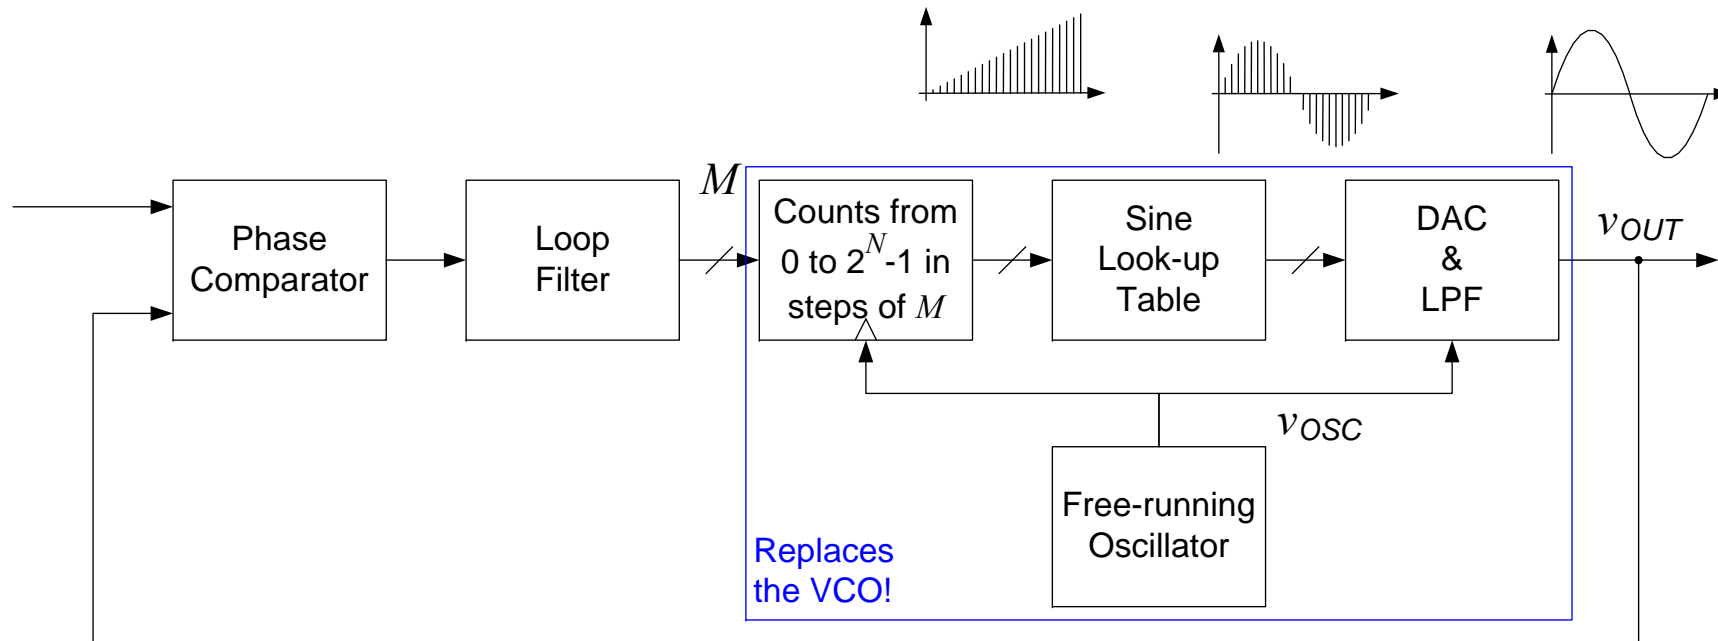 Phase
Comparator
Loop
Filter
M
Counts from
0 to 2^N-1 in
steps of M
Sine
Look-up
Table
DAC
&
LPF
vOUT
vOSC
Free-running
Oscillator
Replaces
the VCO!